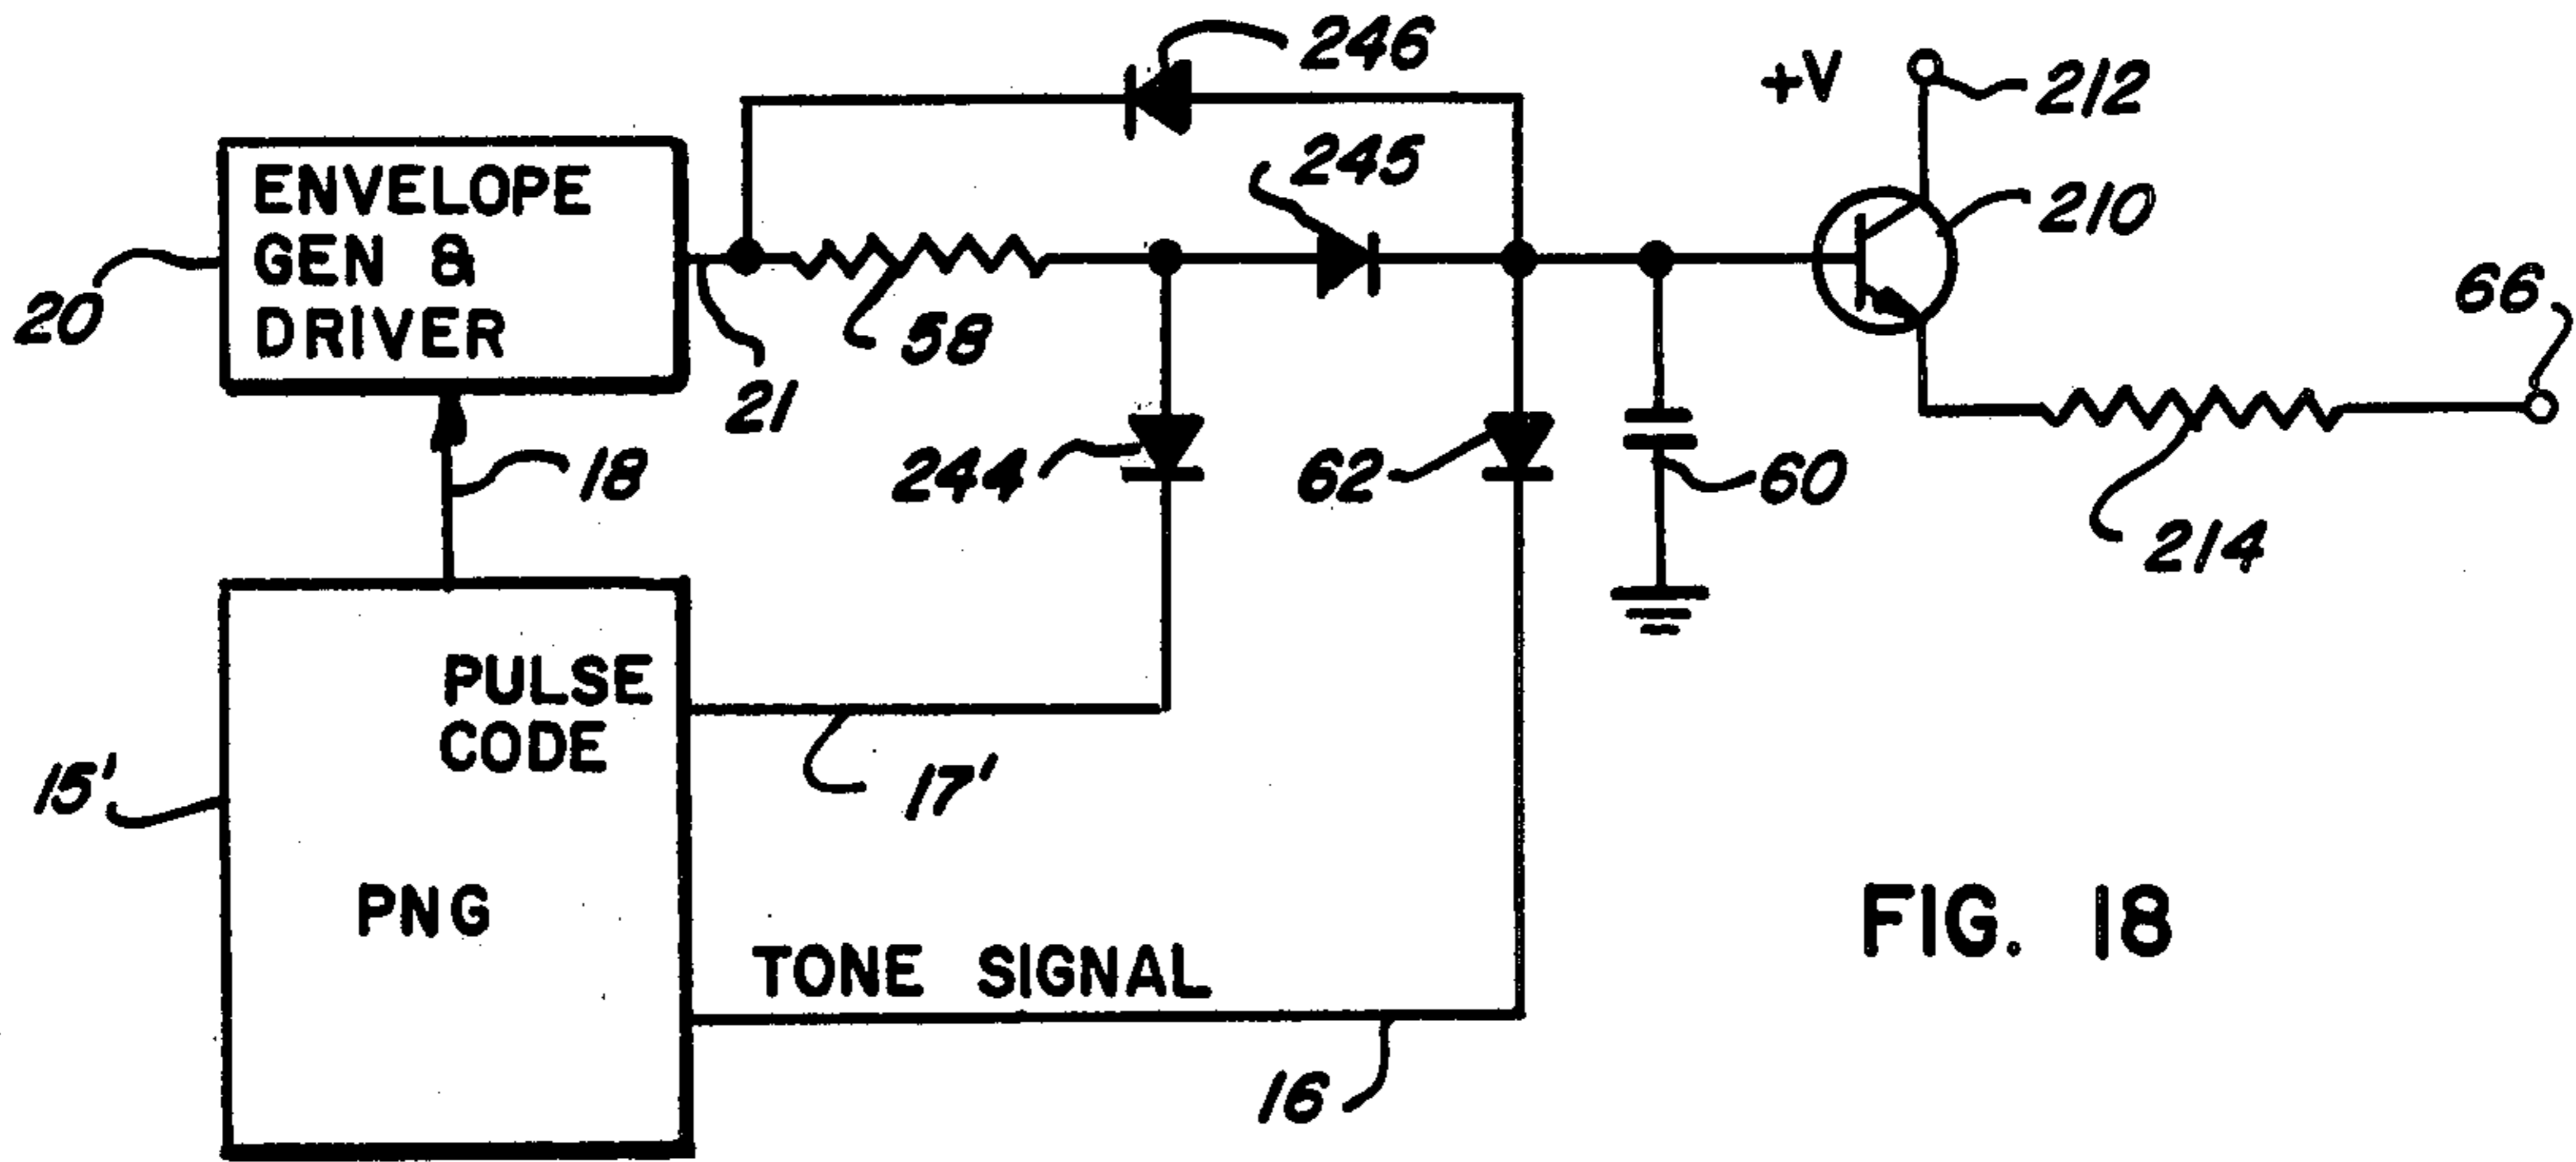 246
+V
212
245
210
ENVELOPE
GEN &
DRIVER
20
58
21
66
18
244
62
60
214
PULSE
CODE
15'
17'
PNG
TONE SIGNAL
16
FIG. 18